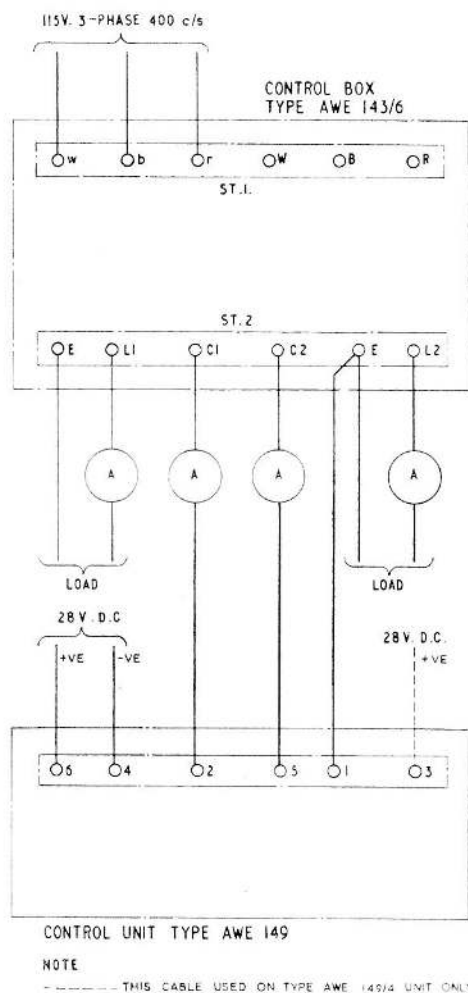 115V. 3-PHASE 400 c/s
CONTROL BOX
TYPE AWE 143/6
w b r W B R
ST.1.
ST.2
E L1 C1 C2 E L2
A A A A
LOAD LOAD
28V.D.C 28V.D.C.
+VE -VE +VE
6 4 2 5 1 3
CONTROL UNIT TYPE AWE 149
NOTE
THIS CABLE USED ON TYPE AWE 149/4 UNIT ONLY